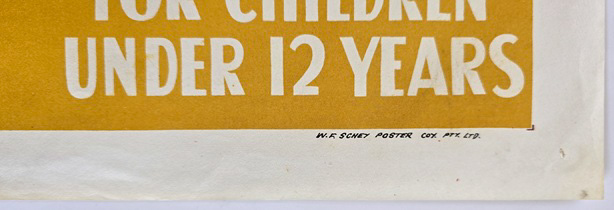 FOR CHILDREN
UNDER 12 YEARS
W.F. SCHEY POSTER COY. PTY. LTD.